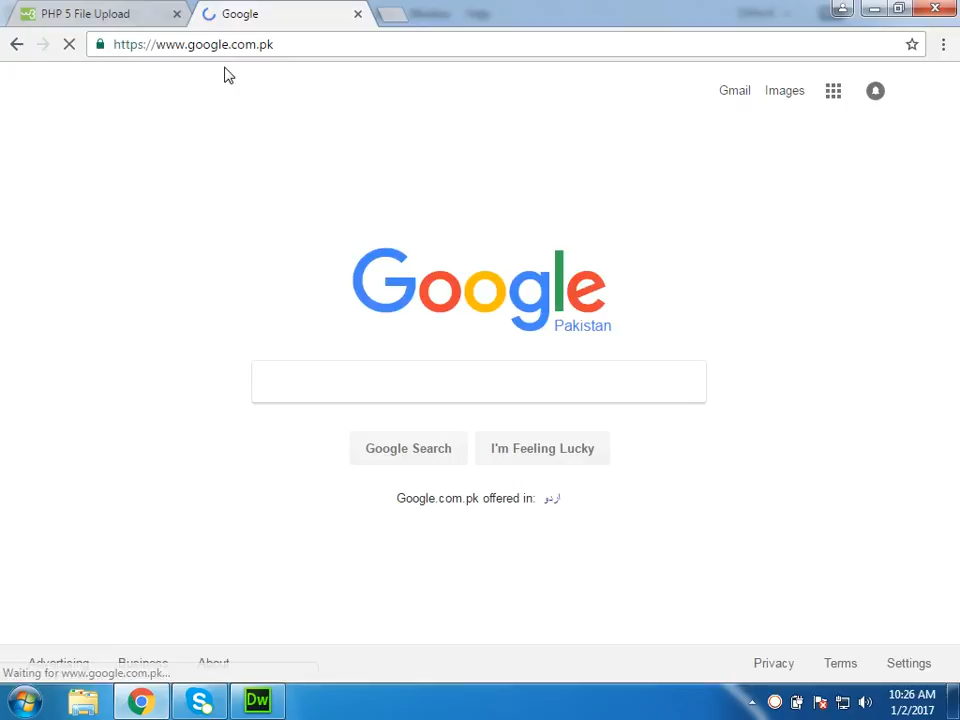 PHP 5 File Upload
Google
https://www.google.com.pk
Gmail Images
Google
Pakistan
Google Search I'm Feeling Lucky
Google.com.pk offered in: اردو
Advertising Business About
Privacy Terms Settings
Waiting for www.google.com.pk...
Dw
10:26 AM
1/2/2017